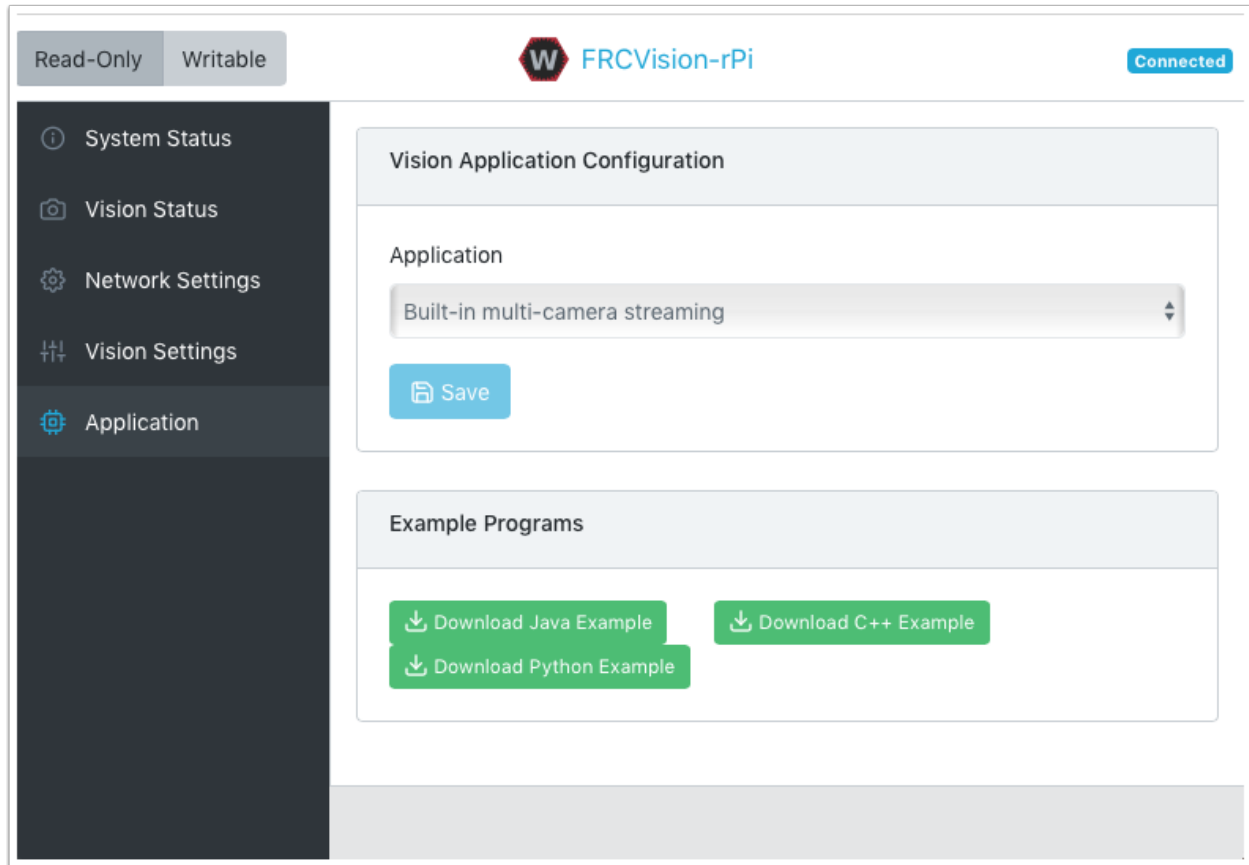 Read-Only Writable W FRCVision-rPi Connected
System Status
Vision Status
Network Settings
Vision Settings
Application
Vision Application Configuration
Application
Built-in multi-camera streaming
Save
Example Programs
Download Java Example Download C++ Example
Download Python Example